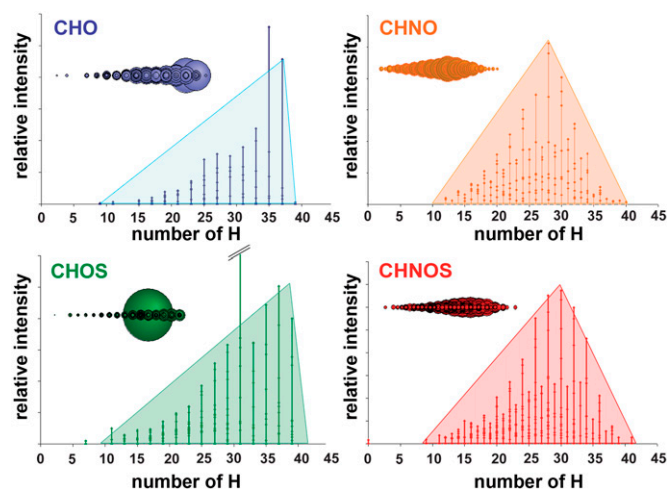 CHO
relative intensity
0 5 10 15 20 25 30 35 40 45
number of H
CHNO
relative intensity
0 5 10 15 20 25 30 35 40 45
number of H
CHOS
relative intensity
0 5 10 15 20 25 30 35 40 45
number of H
CHNOS
relative intensity
0 5 10 15 20 25 30 35 40 45
number of H